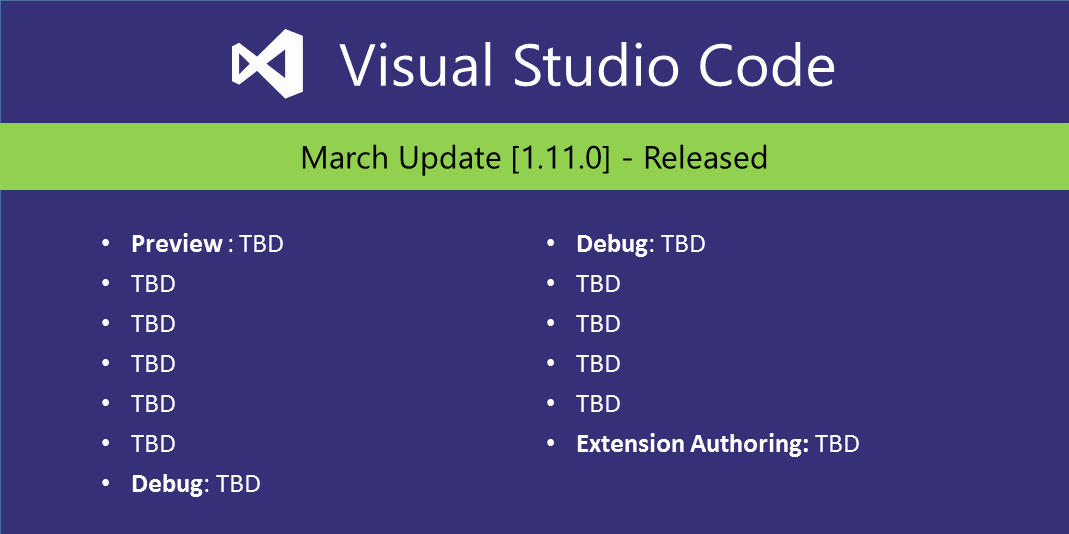 Visual Studio Code
March Update [1.11.0] - Released
• Preview : TBD
• TBD
• TBD
• TBD
• TBD
• TBD
• Debug: TBD
• Debug: TBD
• TBD
• TBD
• TBD
• TBD
• Extension Authoring: TBD